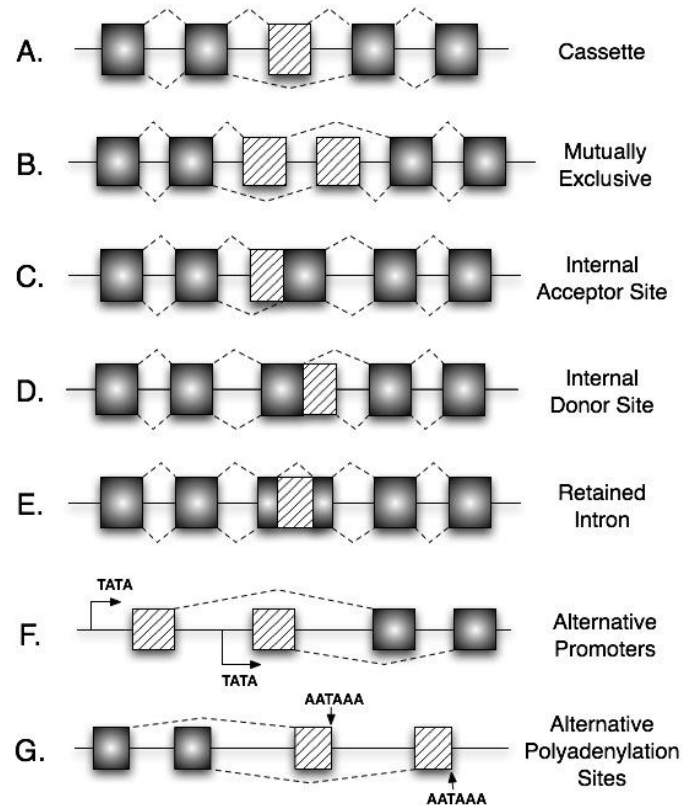 A.
Cassette
B.
Mutually
Exclusive
C.
Internal
Acceptor Site
D.
Internal
Donor Site
E.
Retained
Intron
TATA
F.
TATA
Alternative
Promoters
AATAAA
G.
AATAAA
Alternative
Polyadenylation
Sites